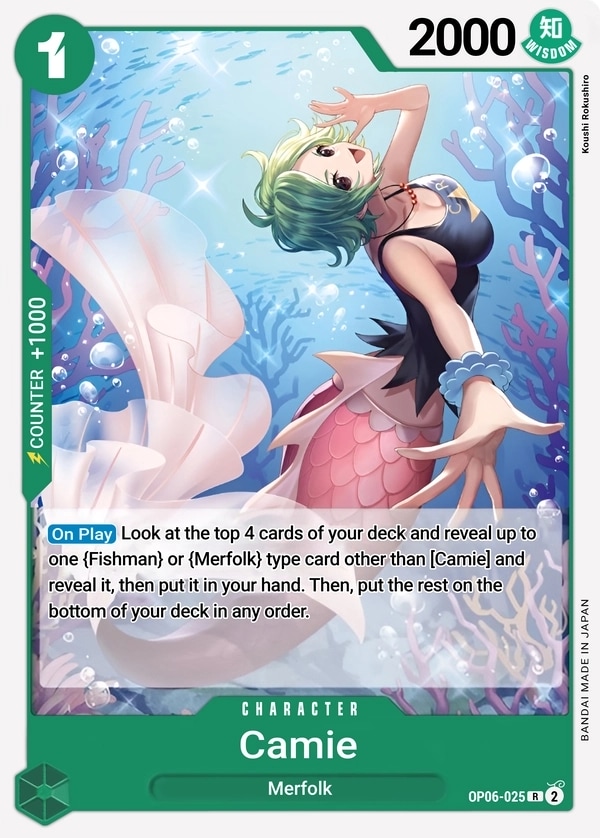 1
2000
知
WISDOM
Koushi Rokushiro
CRI
COUNTER +1000
On Play Look at the top 4 cards of your deck and reveal up to
one {Fishman} or {Merfolk} type card other than [Camie] and
reveal it, then put it in your hand. Then, put the rest on the
bottom of your deck in any order.
BANDAI MADE IN JAPAN
CHARACTER
Camie
Merfolk
OP06-025 R 2